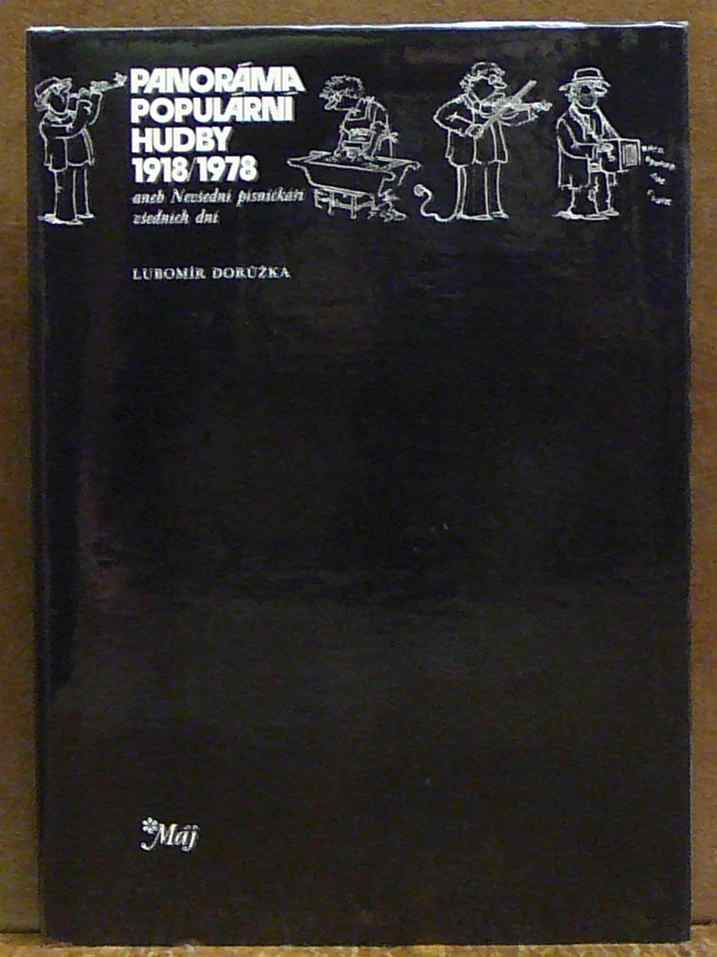 PANORÁMA
POPULÁRNÍ
HUDBY
1918/1978
aneb Nevšední písničkáři
všedních dní
LUBOMÍR DORŮŽKA
Máj